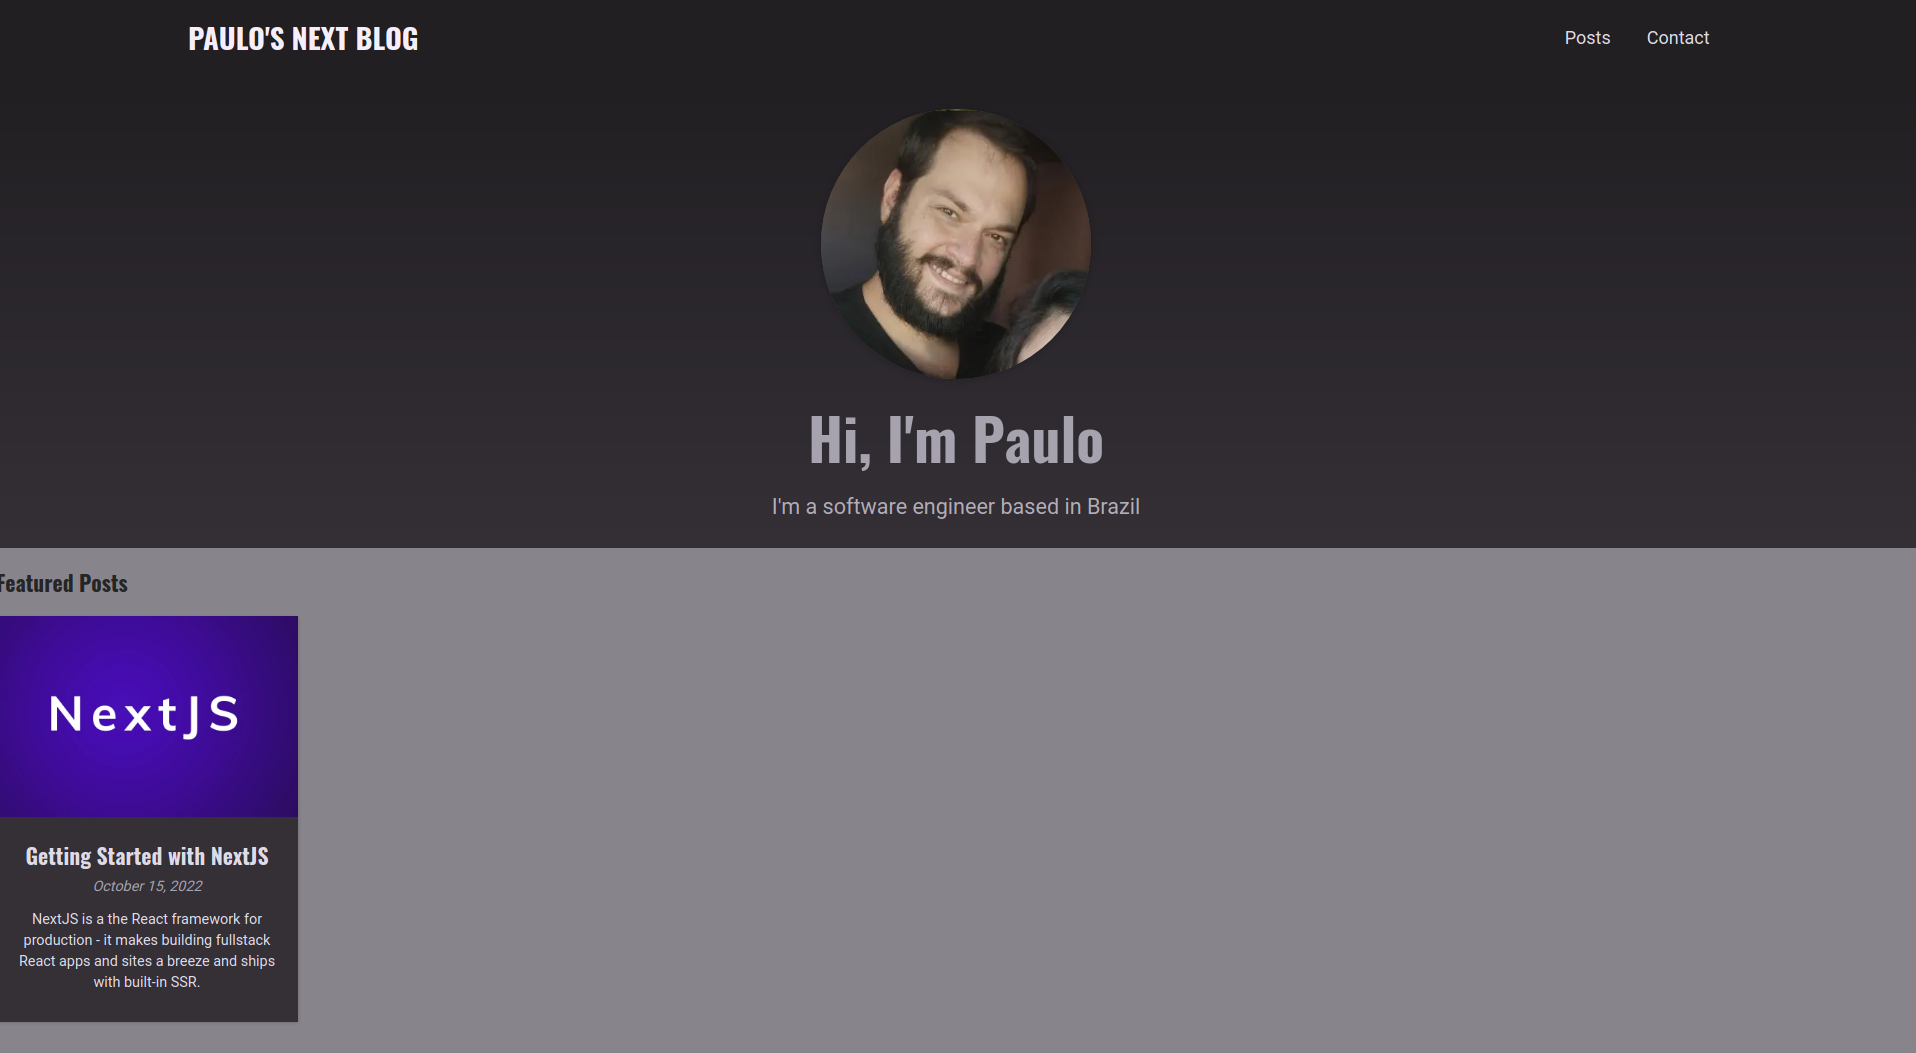 PAULO'S NEXT BLOG
Posts
Contact
Hi, I'm Paulo
I'm a software engineer based in Brazil
Featured Posts
NextJS
Getting Started with NextJS
October 15, 2022
NextJS is a the React framework for
production - it makes building fullstack
React apps and sites a breeze and ships
with built-in SSR.